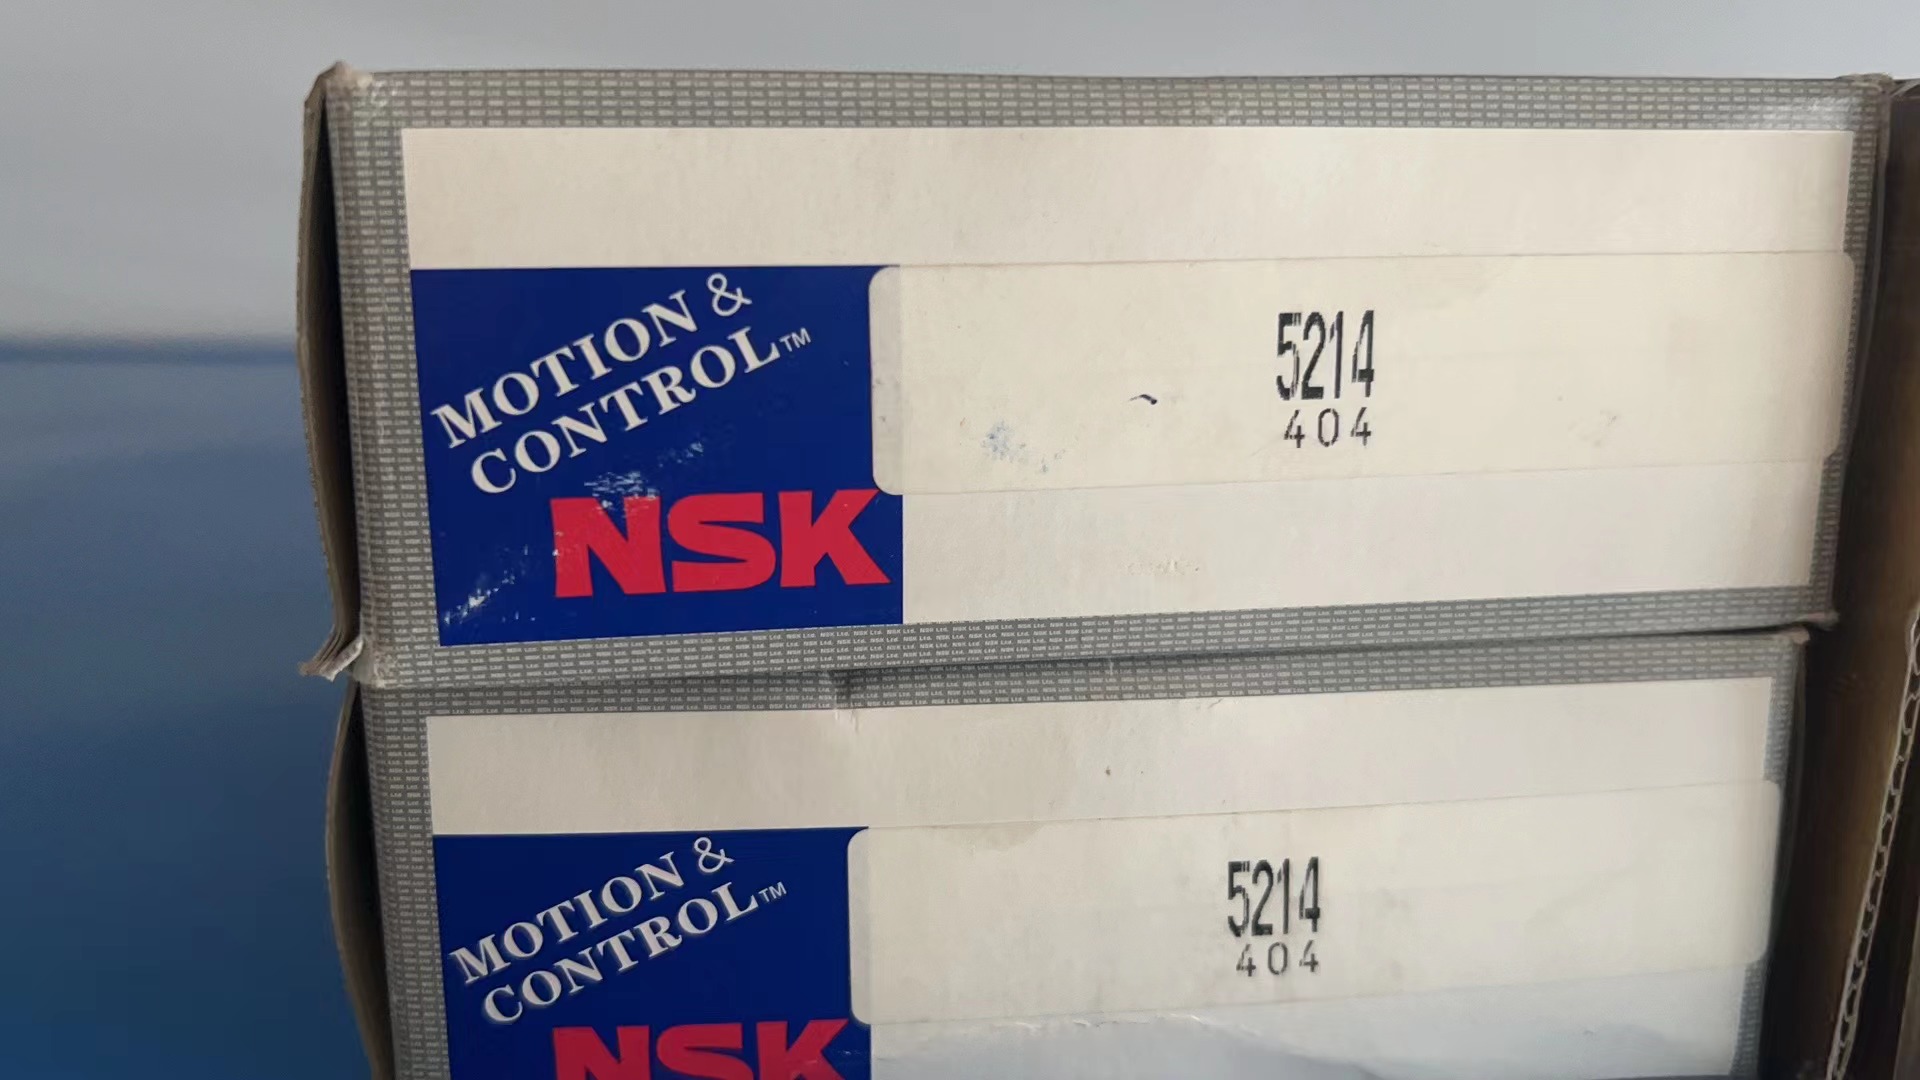 MOTION &
CONTROL™
NSK
5214
404
MOTION &
CONTROL™
NSK
5214
404